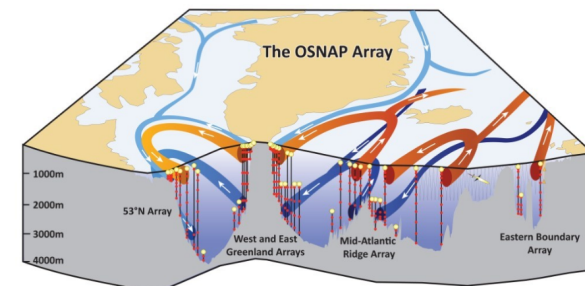 The OSNAP Array
1000m
2000m
3000m
4000m
53°N Array
West and East
Greenland Arrays
Mid-Atlantic
Ridge Array
Eastern Boundary
Array